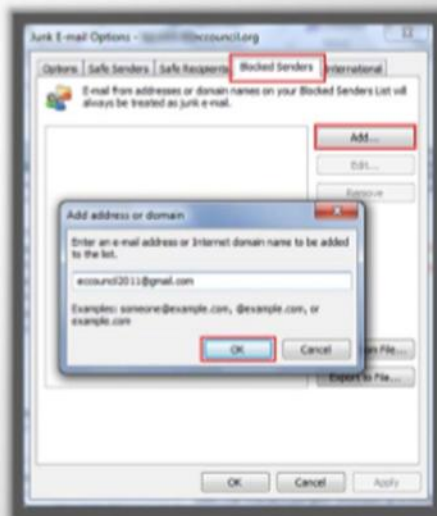 Junk E-mail Options - ccouncil.org
Options Safe Senders Safe Recipients Blocked Senders International
E-mail from addresses or domain names on your Blocked Senders List will
always be treated as junk e-mail.
Add...
Edit...
Remove
Add address or domain
Enter an e-mail address or Internet domain name to be added
to the list.
eccouncil2011@gmail.com
Examples: someone@example.com, @example.com, or
example.com
OK Cancel
File...
Export to File...
OK Cancel Apply